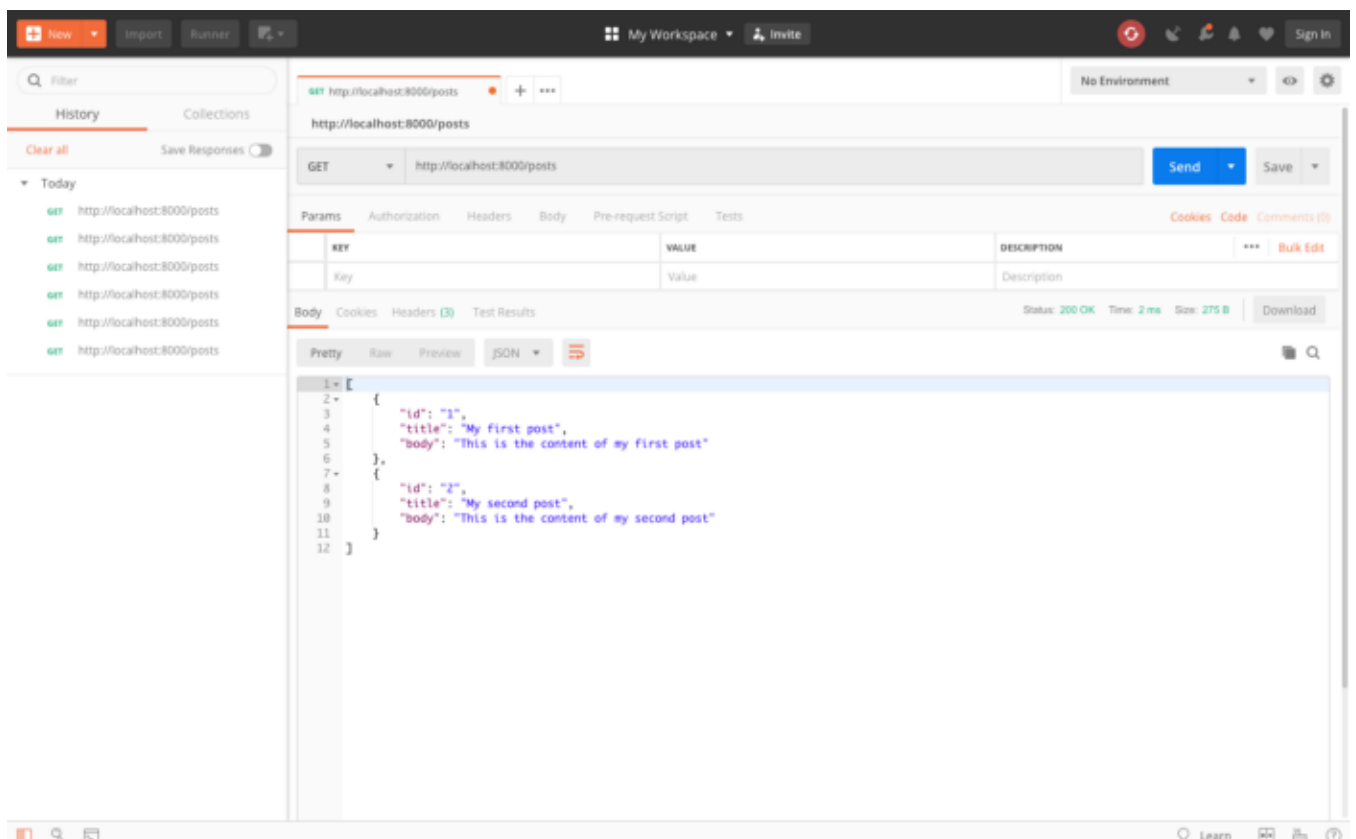 New Import Runner My Workspace Invite Sign In
Filter
History Collections
Clear all Save Responses
Today
GET http://localhost:8000/posts
GET http://localhost:8000/posts
GET http://localhost:8000/posts
GET http://localhost:8000/posts
GET http://localhost:8000/posts
GET http://localhost:8000/posts
GET http://localhost:8000/posts
No Environment
http://localhost:8000/posts
GET http://localhost:8000/posts Send Save
Params Authorization Headers Body Pre-request Script Tests Cookies Code Comments (0)
KEY VALUE DESCRIPTION Bulk Edit
Key Value Description
Body Cookies Headers (3) Test Results Status: 200 OK Time: 2 ms Size: 275 B Download
Pretty Raw Preview JSON
1 [
2 {
3 "id": "1",
4 "title": "My first post",
5 "body": "This is the content of my first post"
6 },
7 {
8 "id": "2",
9 "title": "My second post",
10 "body": "This is the content of my second post"
11 }
12 ]
Learn